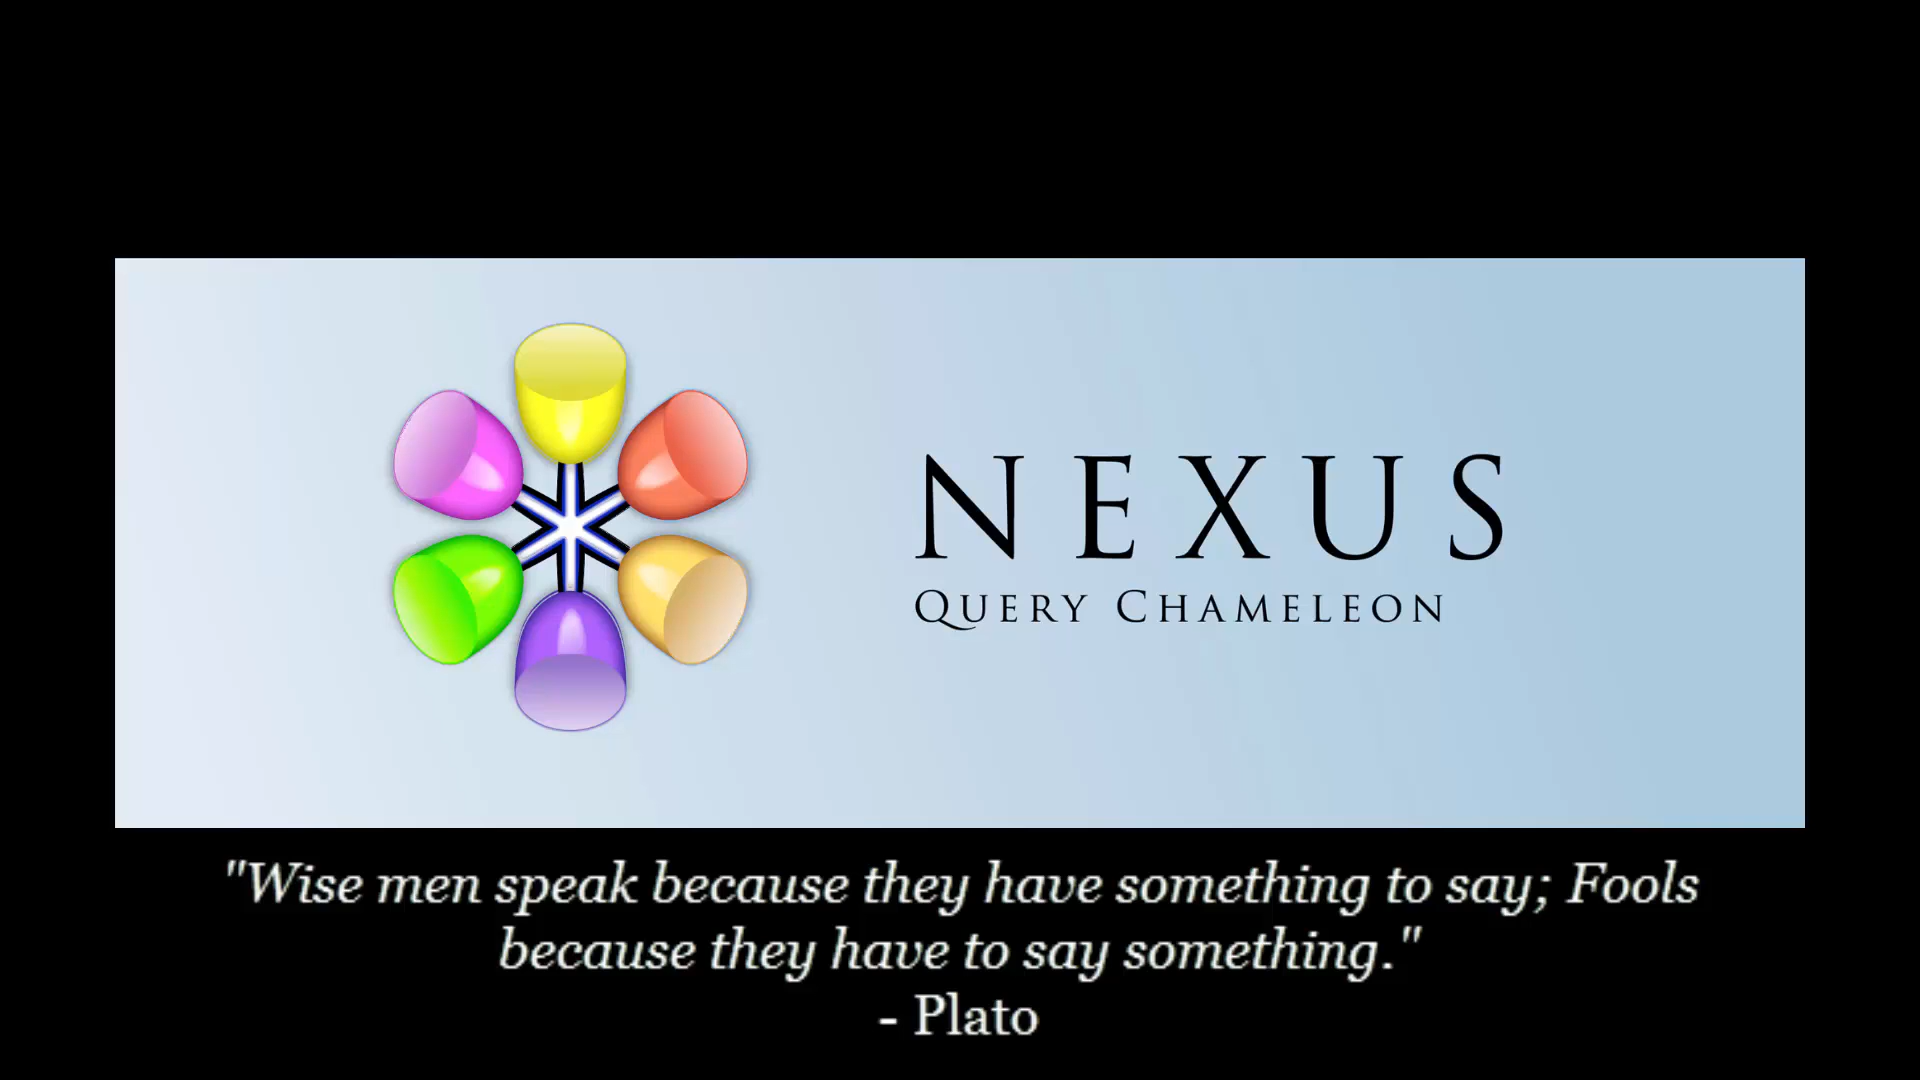 NEXUS
QUERY CHAMELEON
"Wise men speak because they have something to say; Fools
because they have to say something."
- Plato